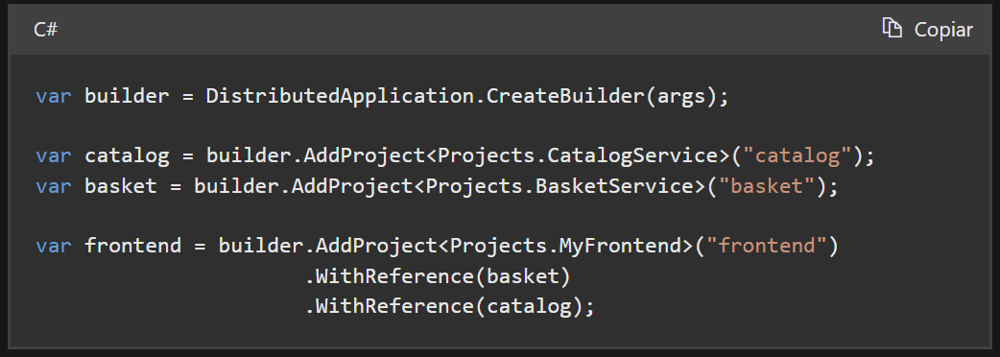 C#
Copiar
var builder = DistributedApplication.CreateBuilder(args);
var catalog = builder.AddProject<Projects.CatalogService>("catalog");
var basket = builder.AddProject<Projects.BasketService>("basket");
var frontend = builder.AddProject<Projects.MyFrontend>("frontend")
.WithReference(basket)
.WithReference(catalog);